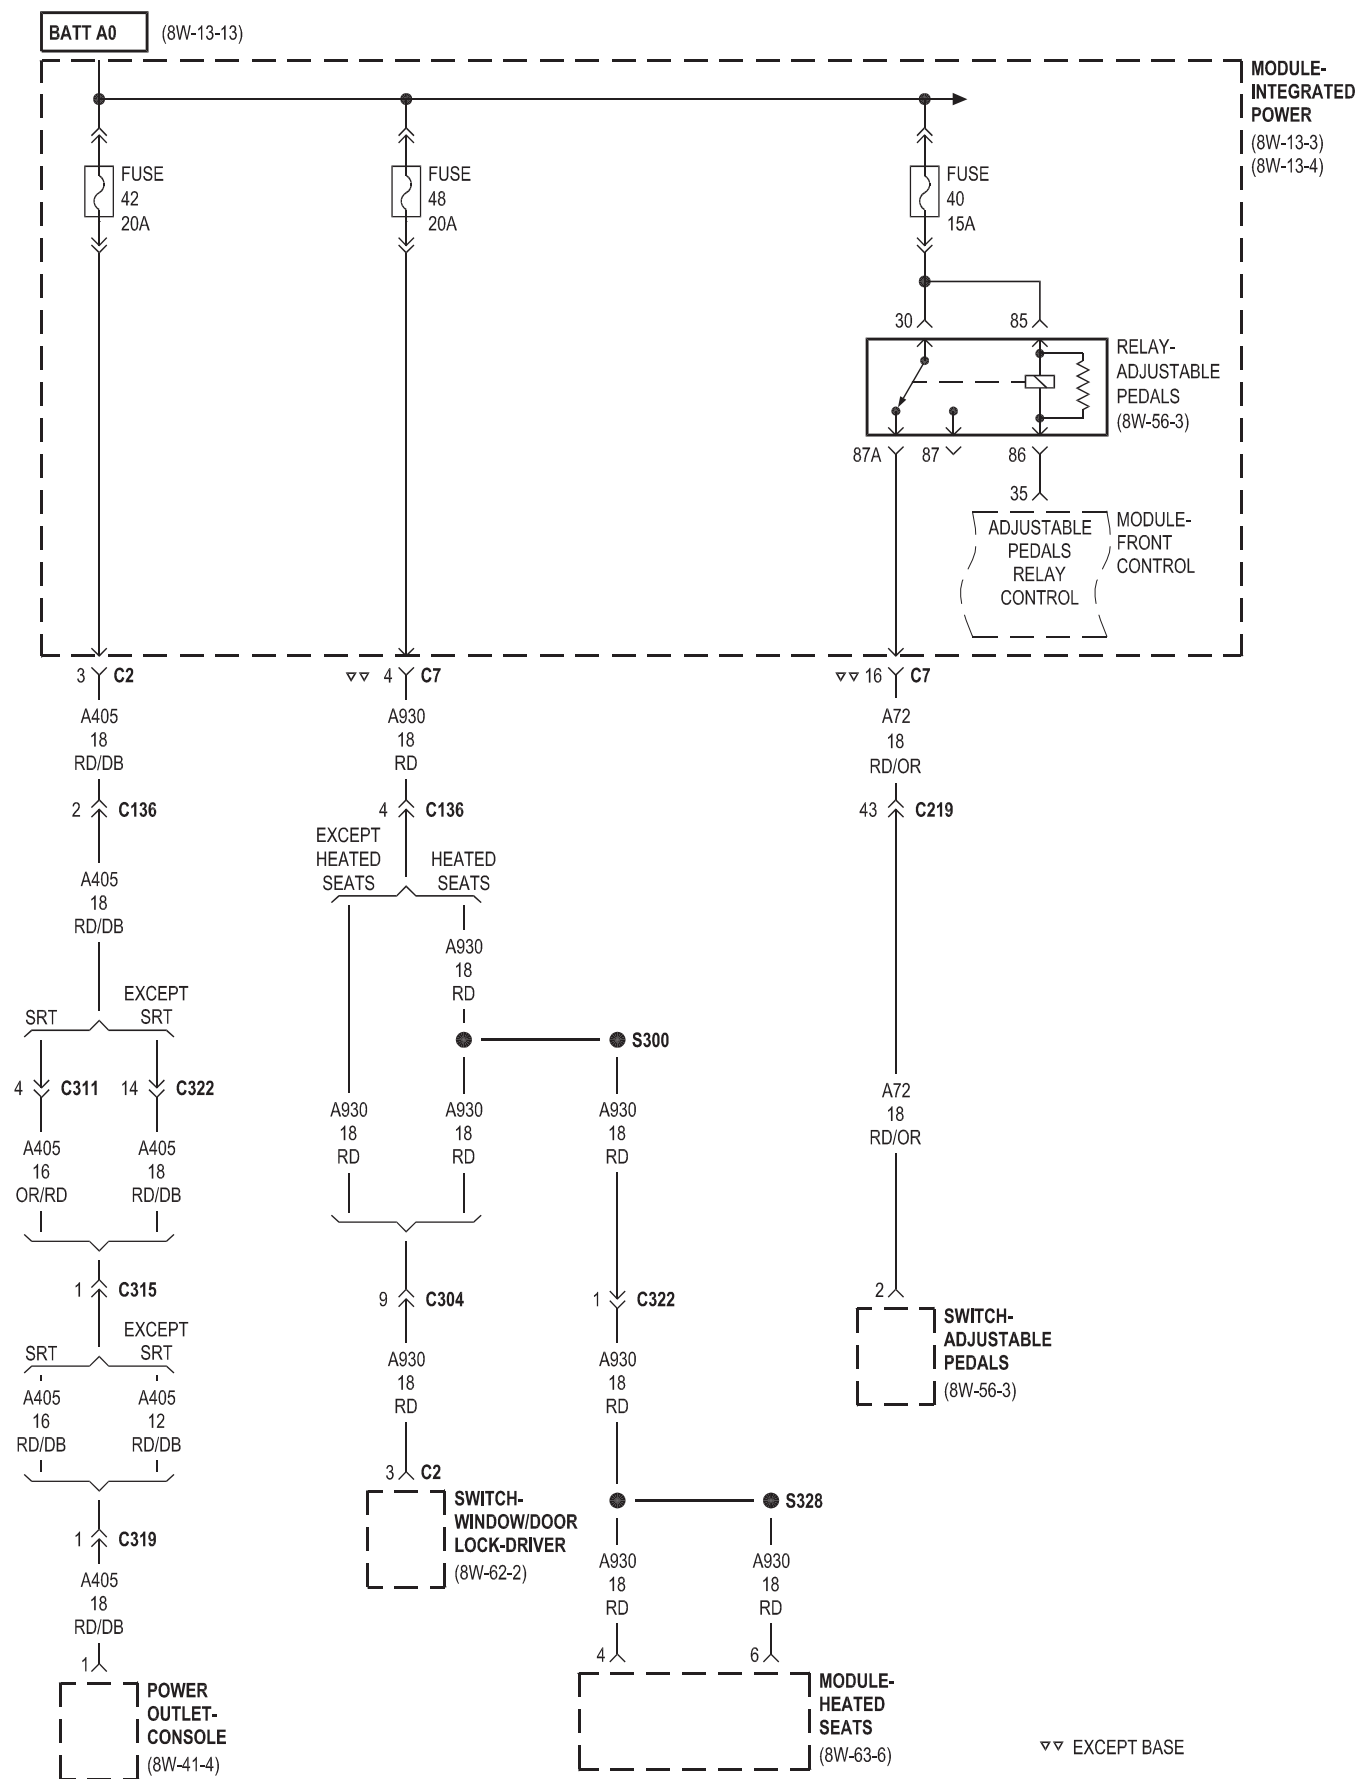 BATT A0 (8W-13-13)
MODULE-
INTEGRATED
POWER
(8W-13-3)
(8W-13-4)
FUSE
42
20A
FUSE
48
20A
FUSE
40
15A
30 85
RELAY-
ADJUSTABLE
PEDALS
(8W-56-3)
87A 87 86
35
ADJUSTABLE
PEDALS
RELAY
CONTROL
MODULE-
FRONT
CONTROL
3 C2
▽▽ 4 C7
▽▽ 16 C7
A405
18
RD/DB
A930
18
RD
A72
18
RD/OR
2 C136
4 C136
43 C219
EXCEPT
HEATED
SEATS
HEATED
SEATS
A405
18
RD/DB
A930
18
RD
SRT
EXCEPT
SRT
S300
4 C311
14 C322
A930
18
RD
A930
18
RD
A930
18
RD
A72
18
RD/OR
A405
16
OR/RD
A405
18
RD/DB
1 C315
9 C304
1 C322
2
SWITCH-
ADJUSTABLE
PEDALS
(8W-56-3)
SRT
EXCEPT
SRT
A930
18
RD
A930
18
RD
A405
16
RD/DB
A405
12
RD/DB
3 C2
SWITCH-
WINDOW/DOOR
LOCK-DRIVER
(8W-62-2)
S328
1 C319
A405
18
RD/DB
A930
18
RD
A930
18
RD
1
4
6
POWER
OUTLET-
CONSOLE
(8W-41-4)
MODULE-
HEATED
SEATS
(8W-63-6)
▽▽ EXCEPT BASE